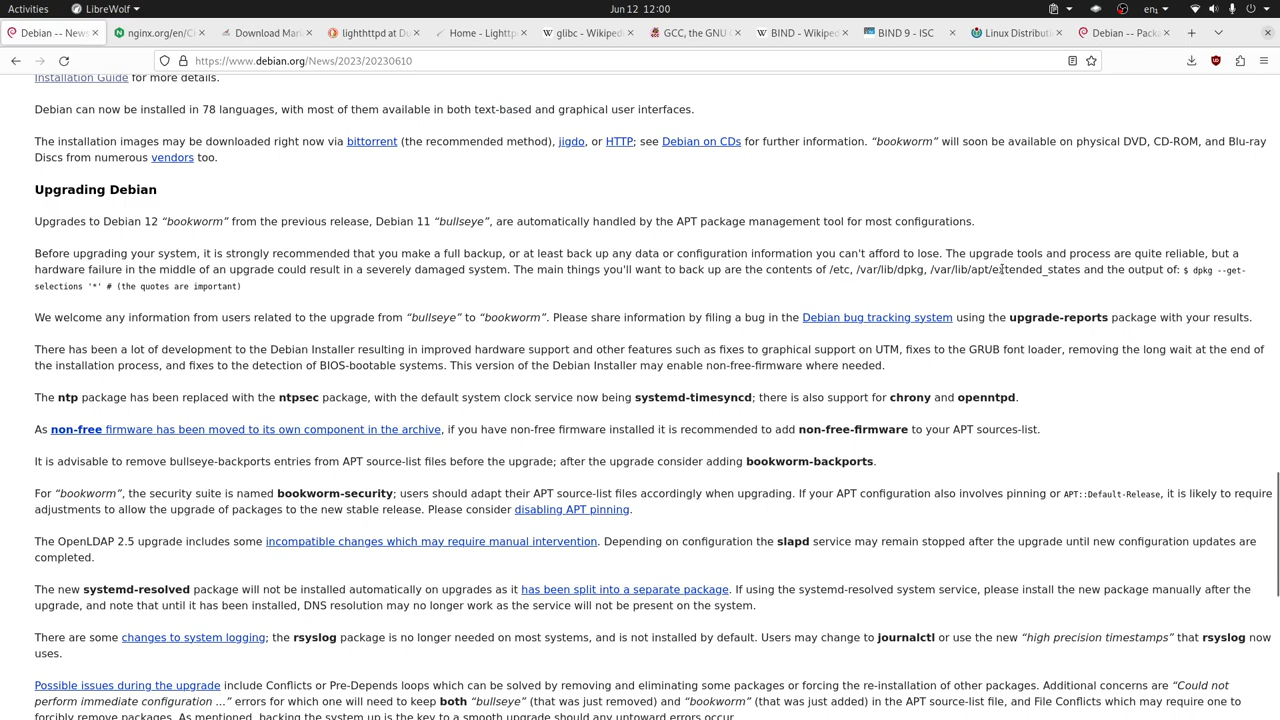 Activities LibreWolf Jun 12 12:00 en₁
Debian -- News nginx.org/en/C Download Mari lighthttpd at Du Home - Lighttp glibc - Wikiped GCC, the GNU C BIND - Wikiped BIND 9 - ISC Linux Distributi Debian -- Packa
https://www.debian.org/News/2023/20230610
Installation Guide for more details.
Debian can now be installed in 78 languages, with most of them available in both text-based and graphical user interfaces.
The installation images may be downloaded right now via bittorrent (the recommended method), jigdo, or HTTP; see Debian on CDs for further information. “bookworm” will soon be available on physical DVD, CD-ROM, and Blu-ray
Discs from numerous vendors too.
Upgrading Debian
Upgrades to Debian 12 “bookworm” from the previous release, Debian 11 “bullseye”, are automatically handled by the APT package management tool for most configurations.
Before upgrading your system, it is strongly recommended that you make a full backup, or at least back up any data or configuration information you can't afford to lose. The upgrade tools and process are quite reliable, but a
hardware failure in the middle of an upgrade could result in a severely damaged system. The main things you'll want to back up are the contents of /etc, /var/lib/dpkg, /var/lib/apt/extended_states and the output of: $ dpkg --get-
selections '*' # (the quotes are important)
We welcome any information from users related to the upgrade from “bullseye” to “bookworm”. Please share information by filing a bug in the Debian bug tracking system using the upgrade-reports package with your results.
There has been a lot of development to the Debian Installer resulting in improved hardware support and other features such as fixes to graphical support on UTM, fixes to the GRUB font loader, removing the long wait at the end of
the installation process, and fixes to the detection of BIOS-bootable systems. This version of the Debian Installer may enable non-free-firmware where needed.
The ntp package has been replaced with the ntpsec package, with the default system clock service now being systemd-timesyncd; there is also support for chrony and openntpd.
As non-free firmware has been moved to its own component in the archive, if you have non-free firmware installed it is recommended to add non-free-firmware to your APT sources-list.
It is advisable to remove bullseye-backports entries from APT source-list files before the upgrade; after the upgrade consider adding bookworm-backports.
For “bookworm”, the security suite is named bookworm-security; users should adapt their APT source-list files accordingly when upgrading. If your APT configuration also involves pinning or APT::Default-Release, it is likely to require
adjustments to allow the upgrade of packages to the new stable release. Please consider disabling APT pinning.
The OpenLDAP 2.5 upgrade includes some incompatible changes which may require manual intervention. Depending on configuration the slapd service may remain stopped after the upgrade until new configuration updates are
completed.
The new systemd-resolved package will not be installed automatically on upgrades as it has been split into a separate package. If using the systemd-resolved system service, please install the new package manually after the
upgrade, and note that until it has been installed, DNS resolution may no longer work as the service will not be present on the system.
There are some changes to system logging; the rsyslog package is no longer needed on most systems, and is not installed by default. Users may change to journalctl or use the new “high precision timestamps” that rsyslog now
uses.
Possible issues during the upgrade include Conflicts or Pre-Depends loops which can be solved by removing and eliminating some packages or forcing the re-installation of other packages. Additional concerns are “Could not
perform immediate configuration ...” errors for which one will need to keep both “bullseye” (that was just removed) and “bookworm” (that was just added) in the APT source-list file, and File Conflicts which may require one to
forcibly remove packages. As mentioned, backing the system up is the key to a smooth upgrade should any untoward errors occur.